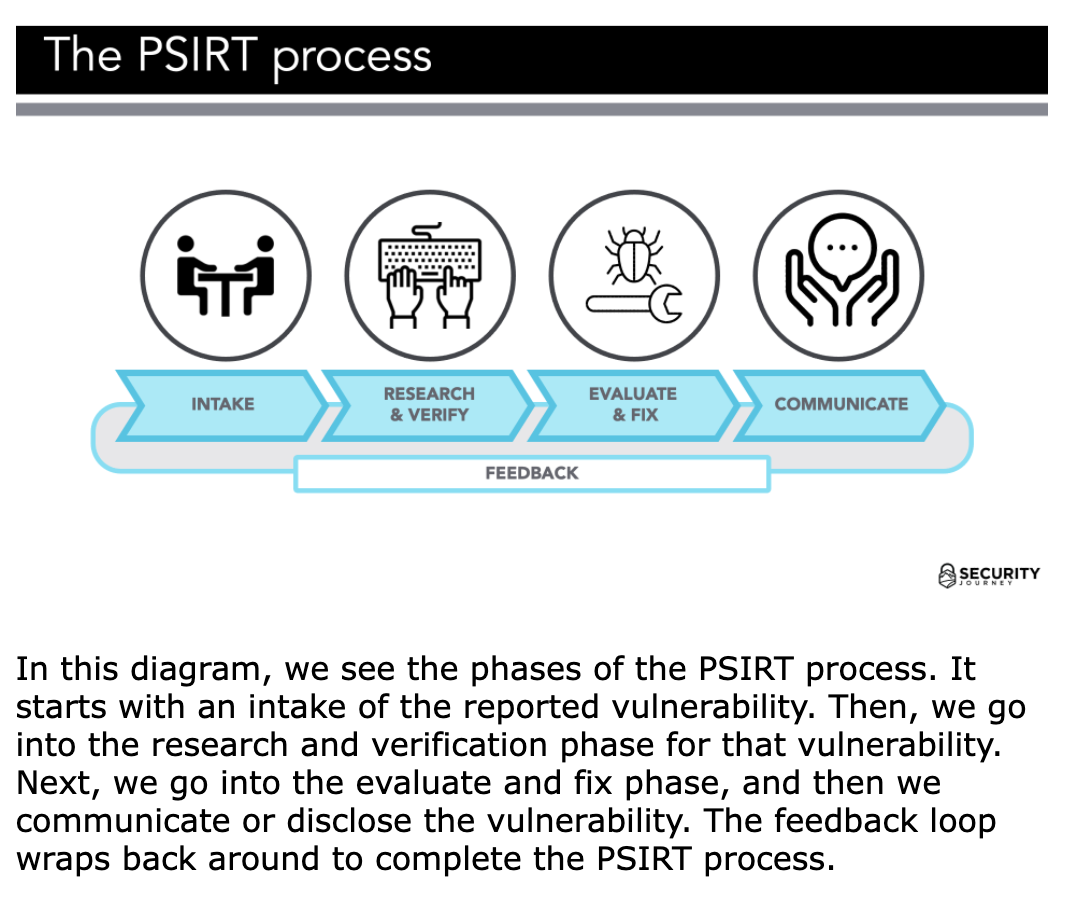 The PSIRT process
INTAKE
RESEARCH
& VERIFY
EVALUATE
& FIX
COMMUNICATE
FEEDBACK
SECURITY
JOURNEY
In this diagram, we see the phases of the PSIRT process. It
starts with an intake of the reported vulnerability. Then, we go
into the research and verification phase for that vulnerability.
Next, we go into the evaluate and fix phase, and then we
communicate or disclose the vulnerability. The feedback loop
wraps back around to complete the PSIRT process.